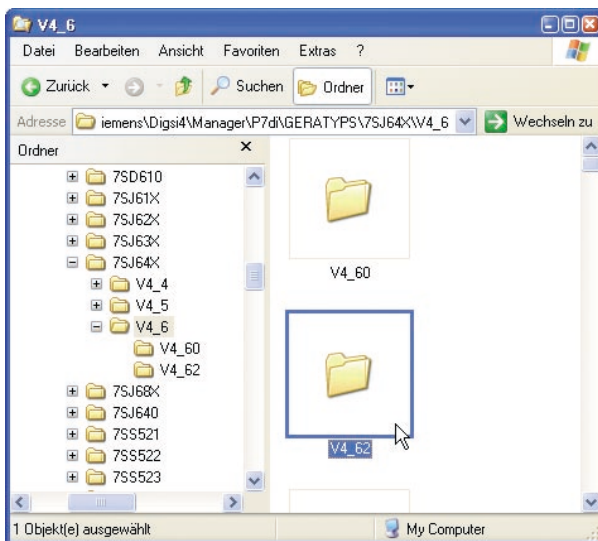 V4_6
Datei Bearbeiten Ansicht Favoriten Extras ?
Zurück Suchen Ordner
Adresse iemens\Digsi4\Manager\P7di\GERATYPS\7SJ64X\V4_6 Wechseln zu
Ordner
7SD610
7SJ61X
7SJ62X
7SJ63X
7SJ64X
V4_4
V4_5
V4_6
V4_60
V4_62
7SJ68X
7SJ640
7SS521
7SS522
7SS523
V4_60
V4_62
1 Objekt(e) ausgewählt My Computer